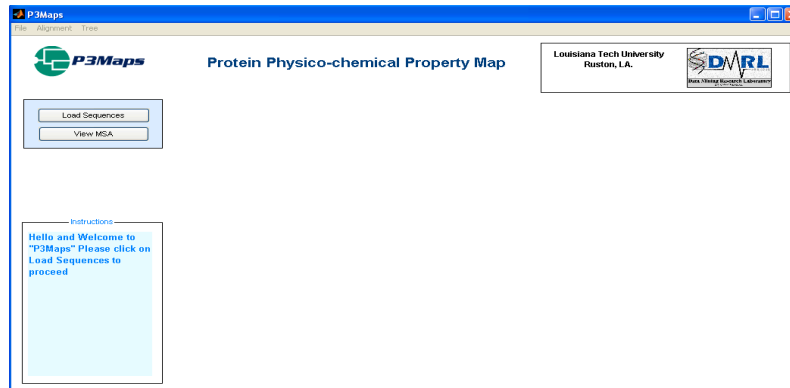 P3Maps
File Alignment Tree
P3Maps
Protein Physico-chemical Property Map
Louisiana Tech University
Ruston, LA.
DMRL
Data Mining Research Laboratory
Load Sequences
View MSA
Instructions
Hello and Welcome to
"P3Maps" Please click on
Load Sequences to
proceed